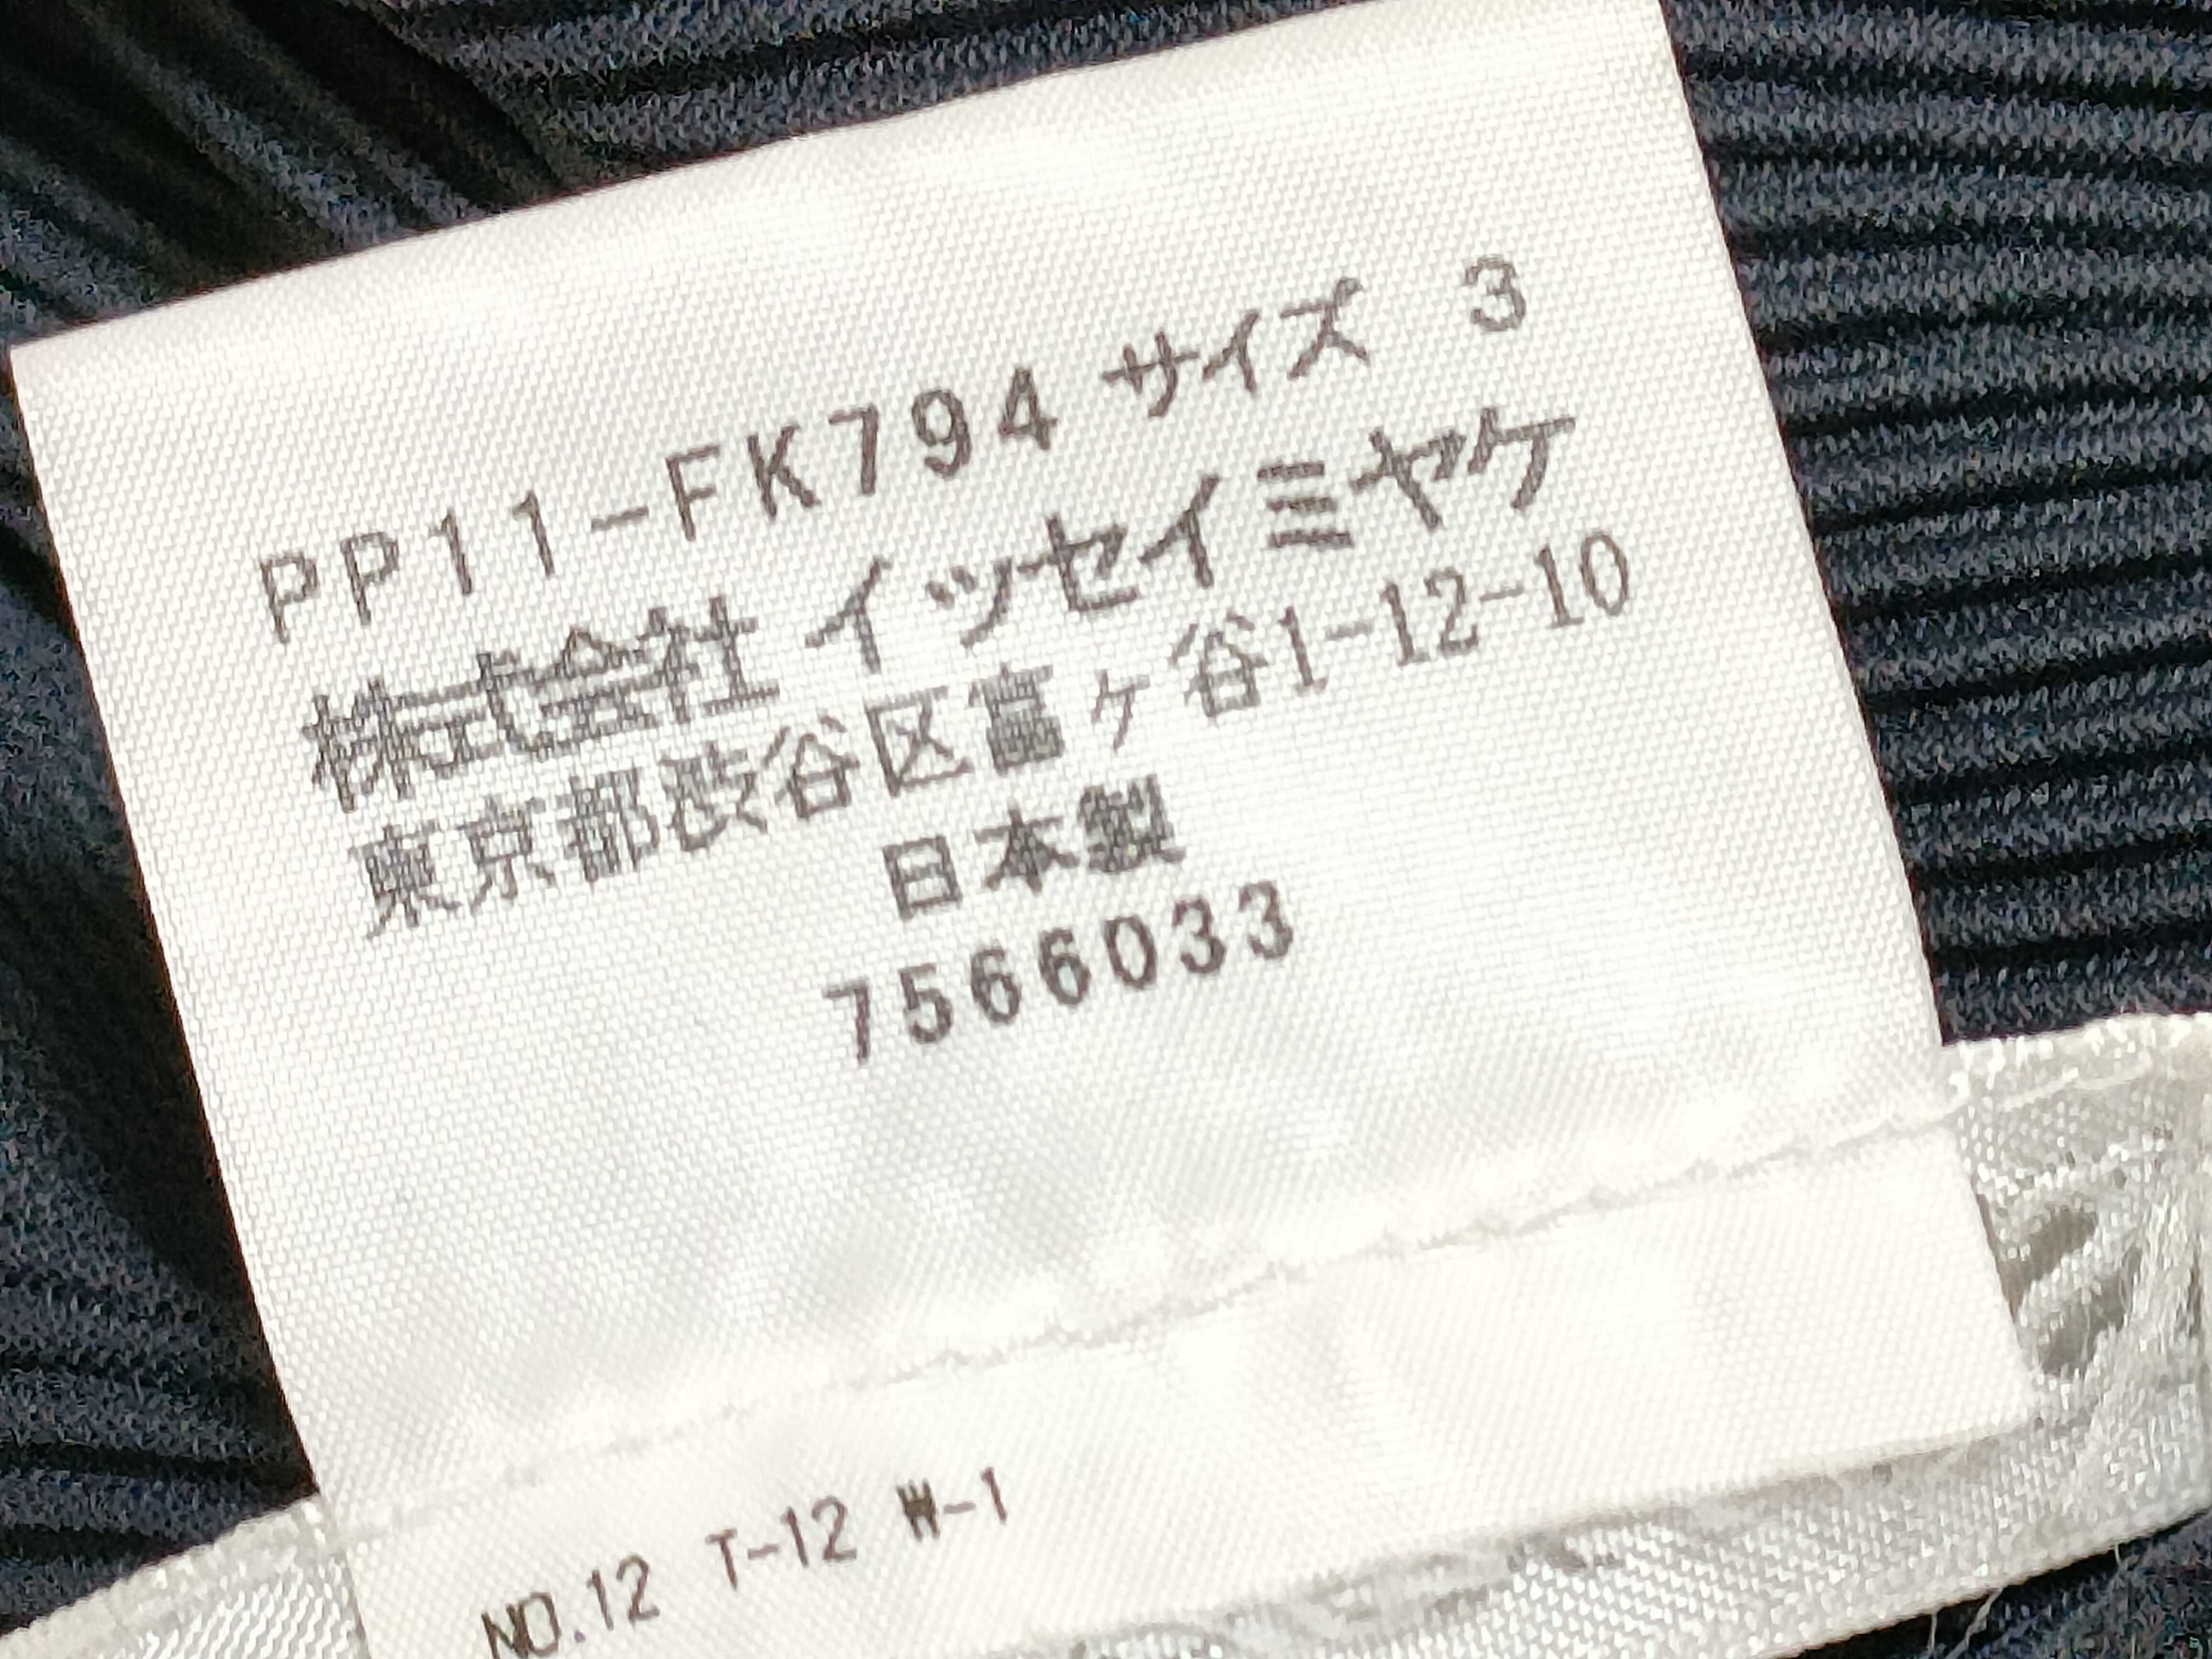 PP11-FK794 サイズ 3
株式会社 イッセイミヤケ
東京都渋谷区富ヶ谷1-12-10
日本製
7566033
NO.12 T-12 W-1